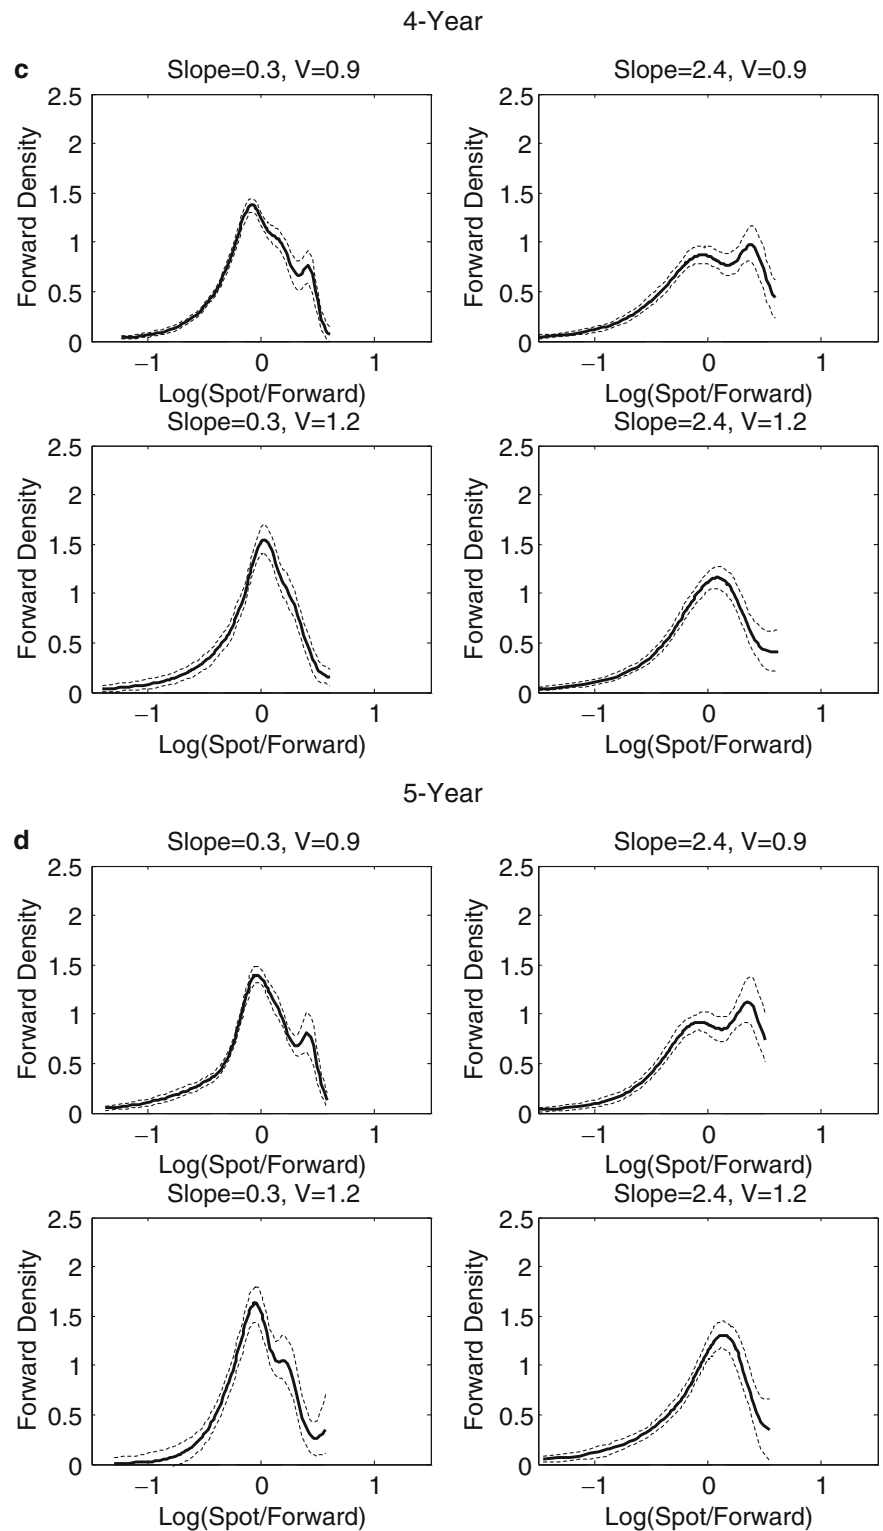 4-Year
c
Slope=0.3, V=0.9
Slope=2.4, V=0.9
2.5
2
1.5
1
0.5
0
Forward Density
−1
0
1
Log(Spot/Forward)
2.5
2
1.5
1
0.5
0
Forward Density
−1
0
1
Log(Spot/Forward)
Slope=0.3, V=1.2
Slope=2.4, V=1.2
2.5
2
1.5
1
0.5
0
Forward Density
−1
0
1
Log(Spot/Forward)
2.5
2
1.5
1
0.5
0
Forward Density
−1
0
1
Log(Spot/Forward)
5-Year
d
Slope=0.3, V=0.9
Slope=2.4, V=0.9
2.5
2
1.5
1
0.5
0
Forward Density
−1
0
1
Log(Spot/Forward)
2.5
2
1.5
1
0.5
0
Forward Density
−1
0
1
Log(Spot/Forward)
Slope=0.3, V=1.2
Slope=2.4, V=1.2
2.5
2
1.5
1
0.5
0
Forward Density
−1
0
1
Log(Spot/Forward)
2.5
2
1.5
1
0.5
0
Forward Density
−1
0
1
Log(Spot/Forward)